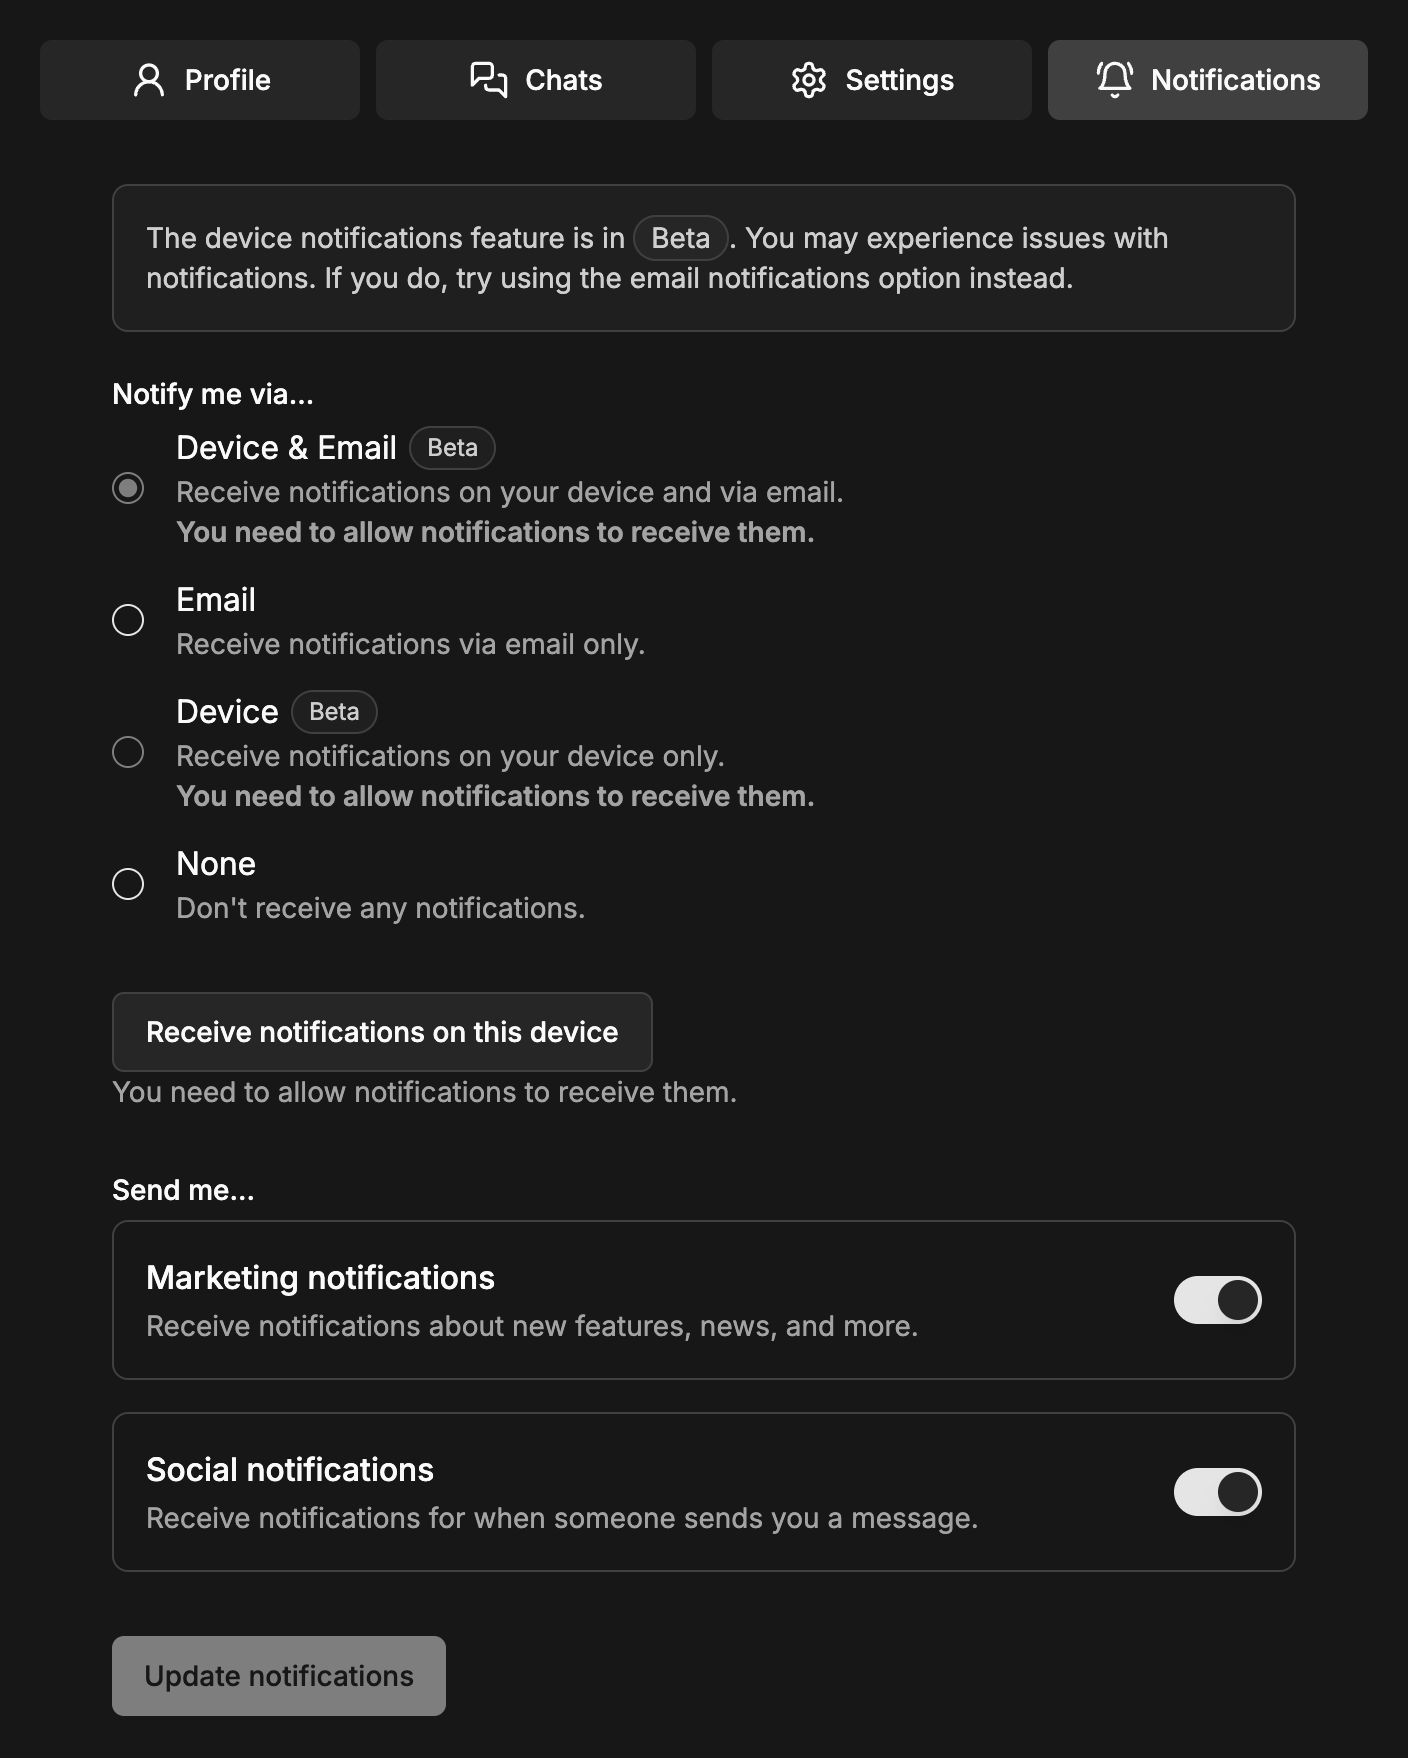 Profile
Chats
Settings
Notifications
The device notifications feature is in Beta. You may experience issues with
notifications. If you do, try using the email notifications option instead.
Notify me via...
Device & Email Beta
Receive notifications on your device and via email.
You need to allow notifications to receive them.
Email
Receive notifications via email only.
Device Beta
Receive notifications on your device only.
You need to allow notifications to receive them.
None
Don't receive any notifications.
Receive notifications on this device
You need to allow notifications to receive them.
Send me...
Marketing notifications
Receive notifications about new features, news, and more.
Social notifications
Receive notifications for when someone sends you a message.
Update notifications